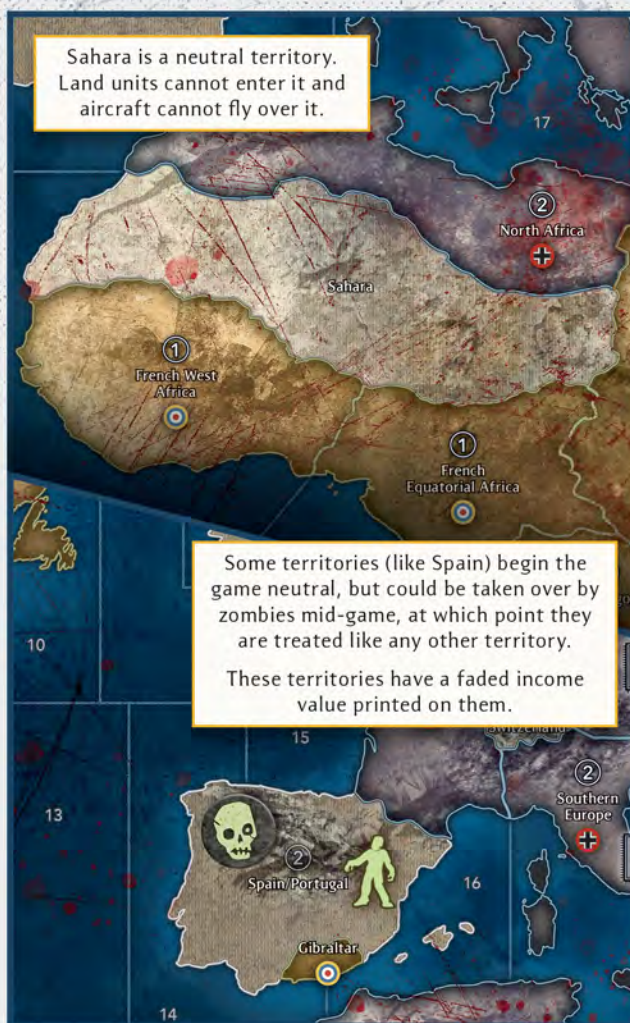 Sahara is a neutral territory.
Land units cannot enter it and
aircraft cannot fly over it.
17
2
North Africa
Sahara
1
French West
Africa
1
French
Equatorial Africa
Some territories (like Spain) begin the
game neutral, but could be taken over by
zombies mid-game, at which point they
are treated like any other territory.
These territories have a faded income
value printed on them.
10
15
Switzerland
2
Southern
Europe
13
2
Spain/Portugal
16
Gibraltar
14